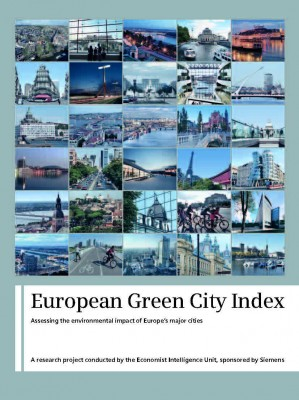 European Green City Index
Assessing the environmental impact of Europe's major cities
A research project conducted by the Economist Intelligence Unit, sponsored by Siemens